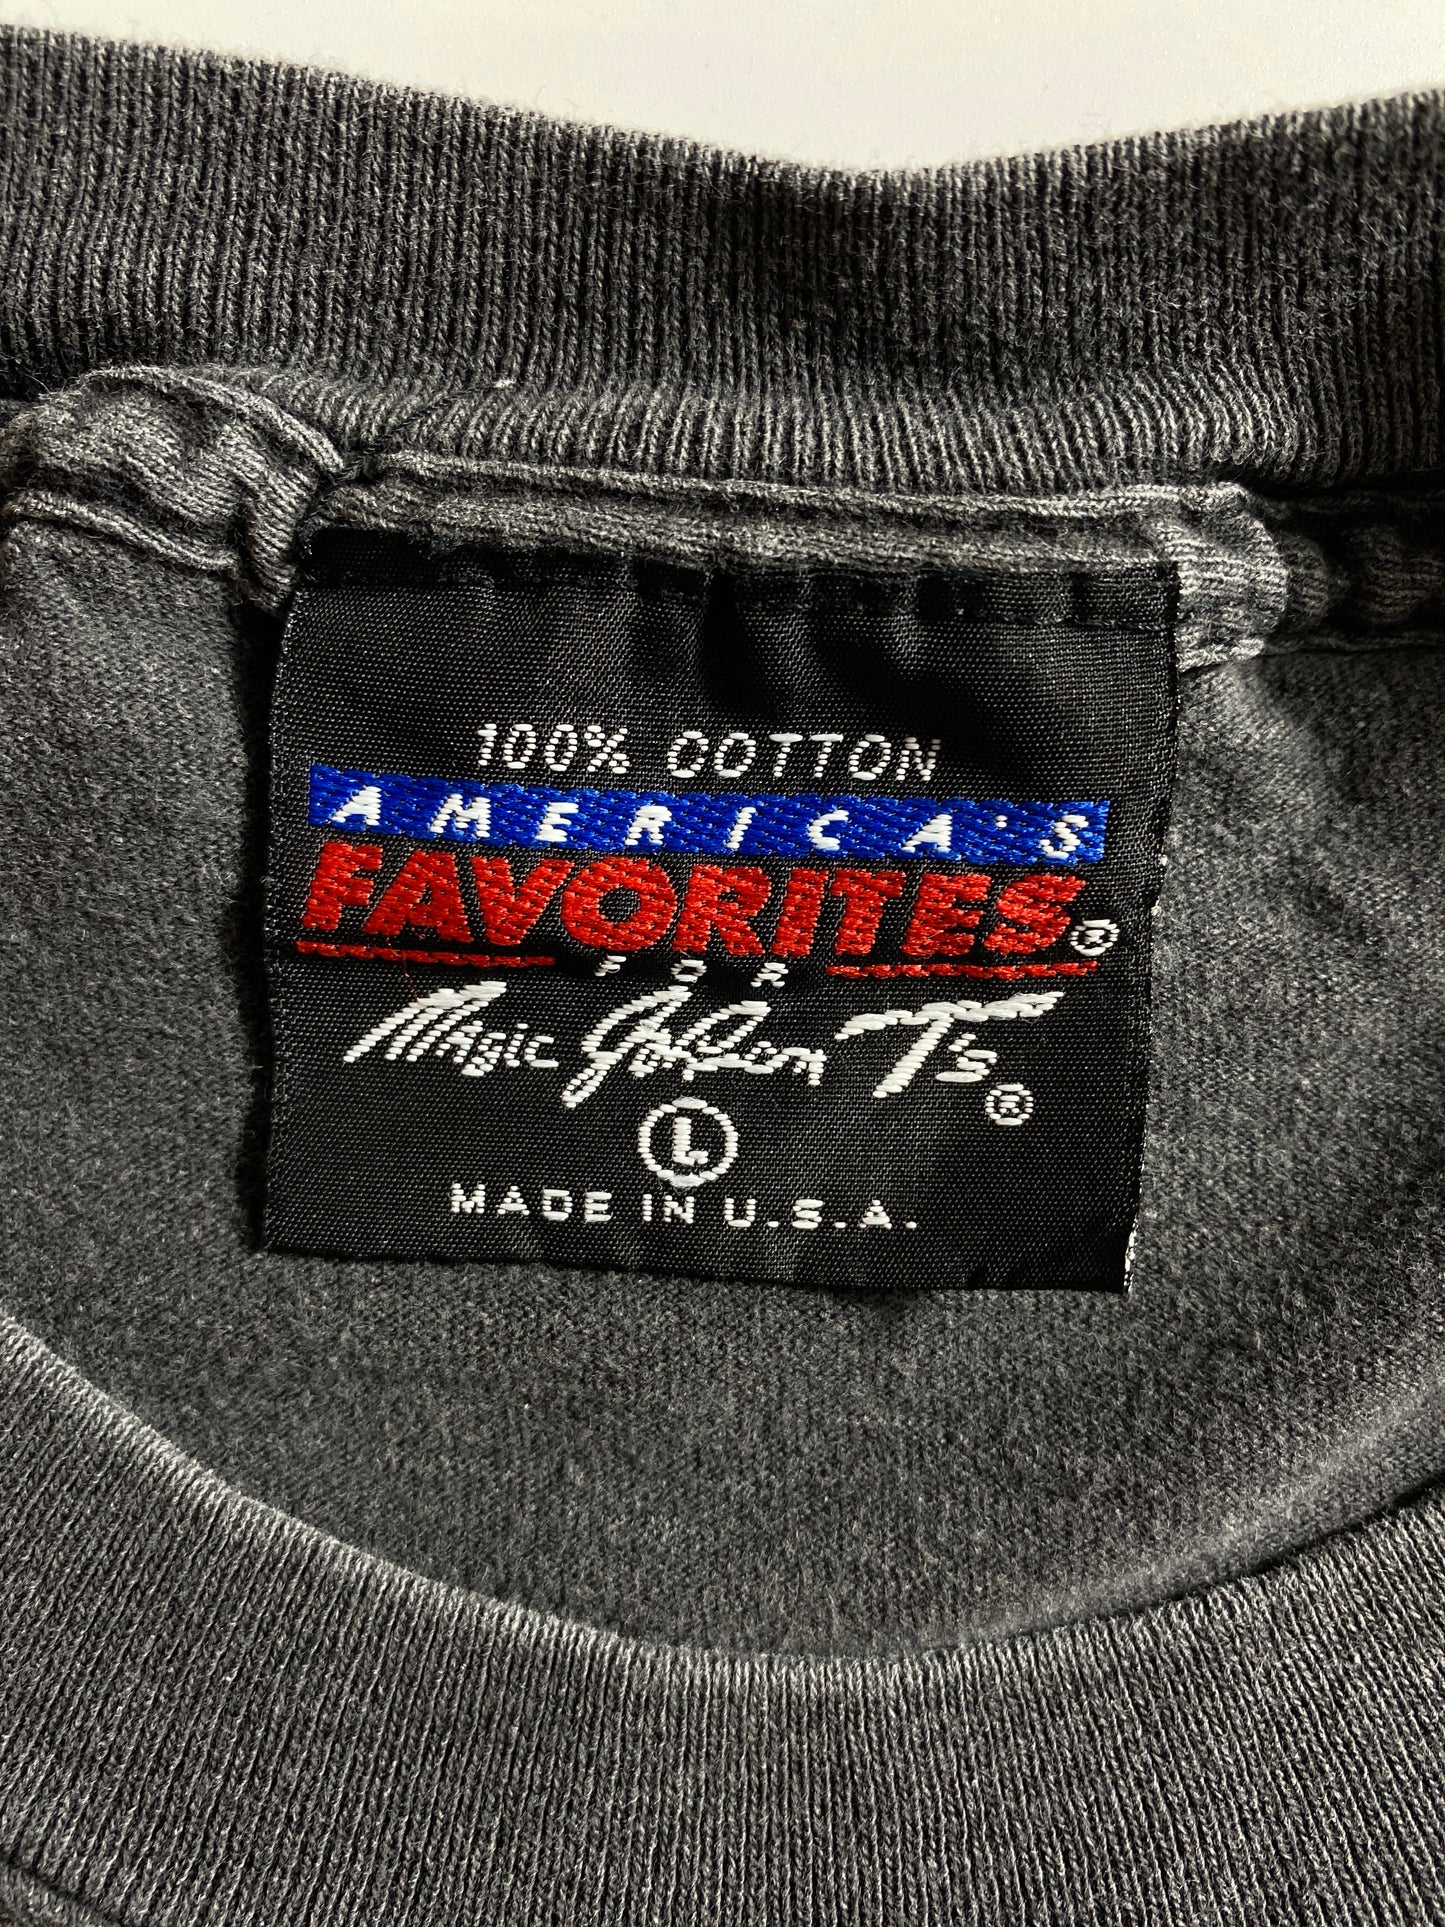 100% COTTON
AMERICA'S
FAVORITES®
FOR
Magic Johnson T's®
L
MADE IN U.S.A.